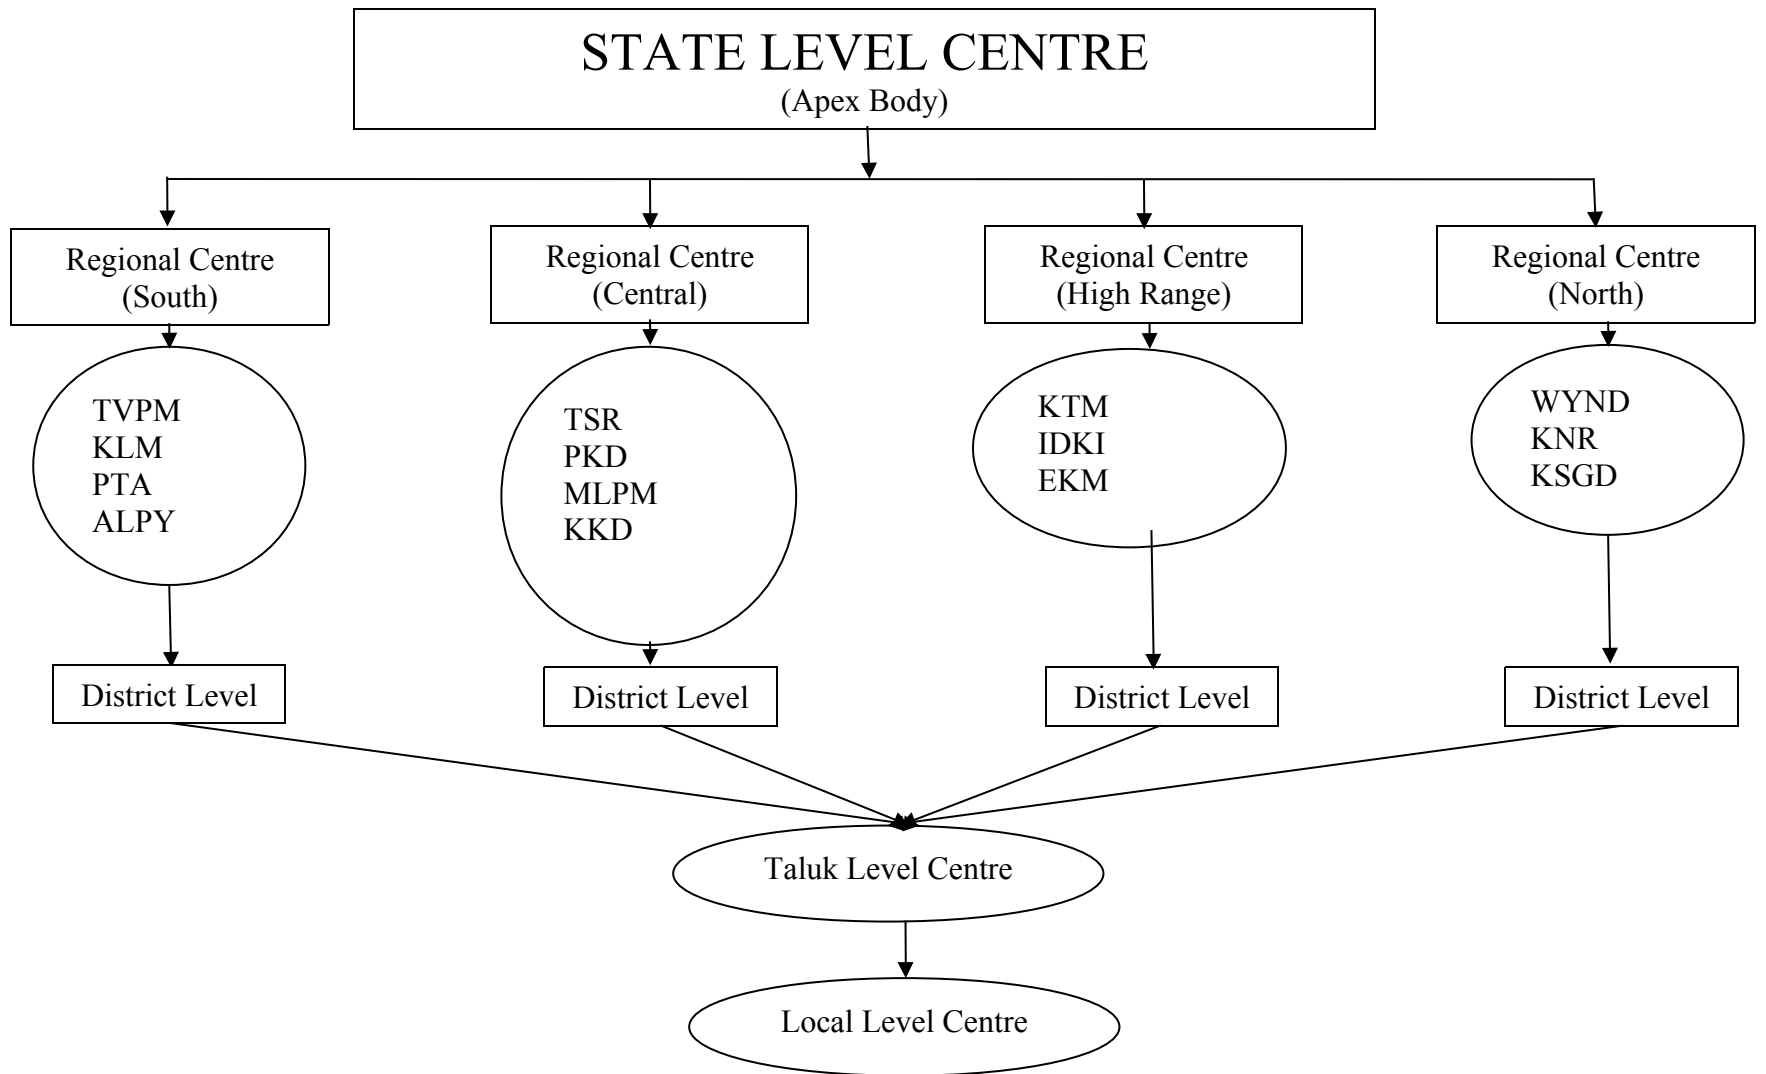 STATE LEVEL CENTRE
(Apex Body)
Regional Centre
(South)
Regional Centre
(Central)
Regional Centre
(High Range)
Regional Centre
(North)
TVPM
KLM
PTA
ALPY
TSR
PKD
MLPM
KKD
KTM
IDKI
EKM
WYND
KNR
KSGD
District Level
District Level
District Level
District Level
Taluk Level Centre
Local Level Centre